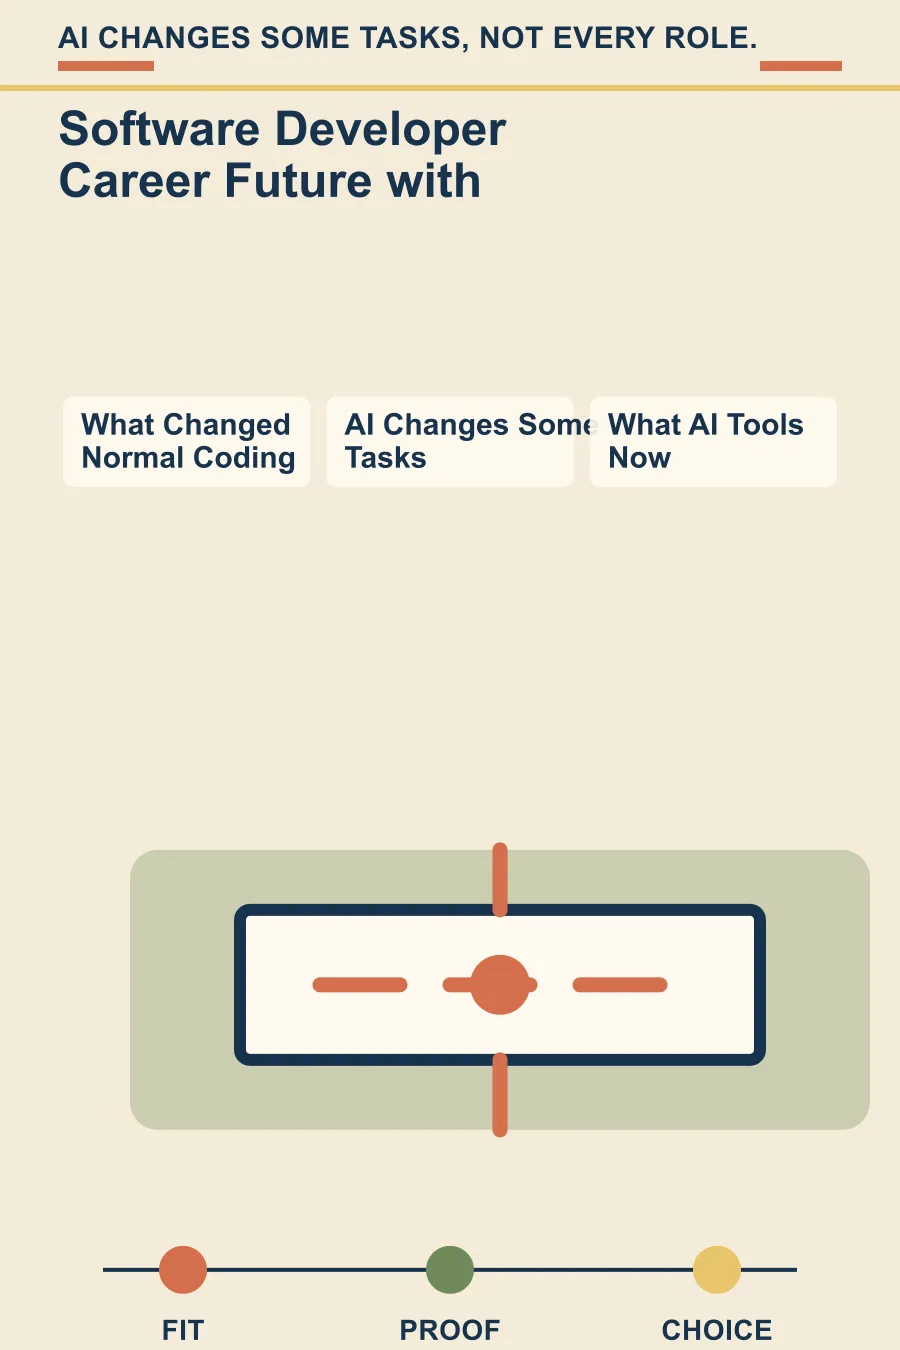 AI CHANGES SOME TASKS, NOT EVERY ROLE.
Software Developer
Career Future with
What Changed
Normal Coding
AI Changes Some
Tasks
What AI Tools
Now
FIT
PROOF
CHOICE